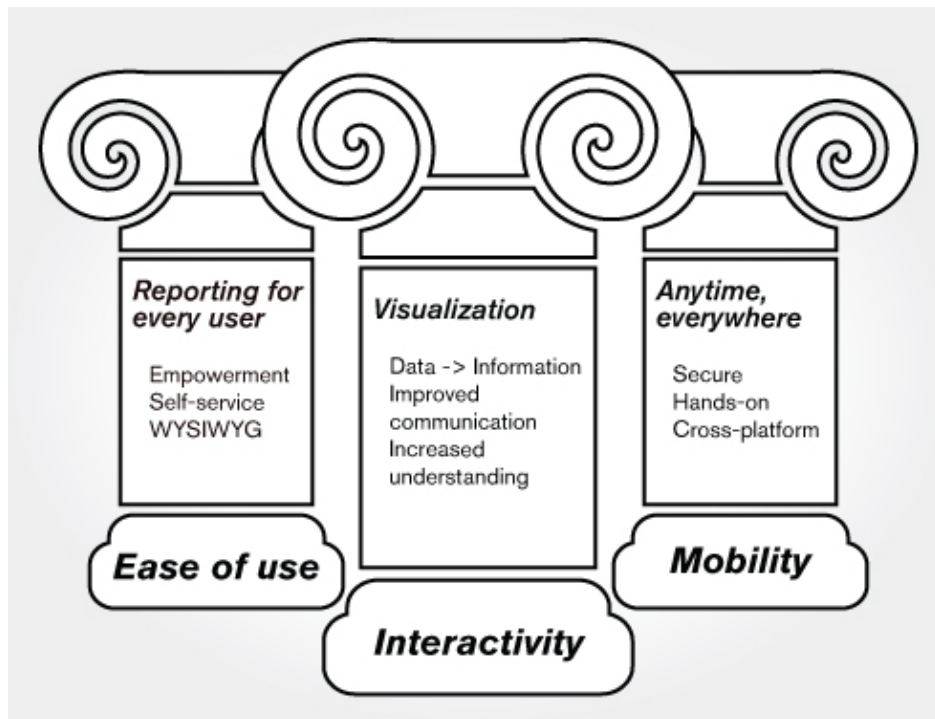 Reporting for
every user
Empowerment
Self-service
WYSIWYG
Ease of use
Visualization
Data -> Information
Improved
communication
Increased
understanding
Interactivity
Anytime,
everywhere
Secure
Hands-on
Cross-platform
Mobility